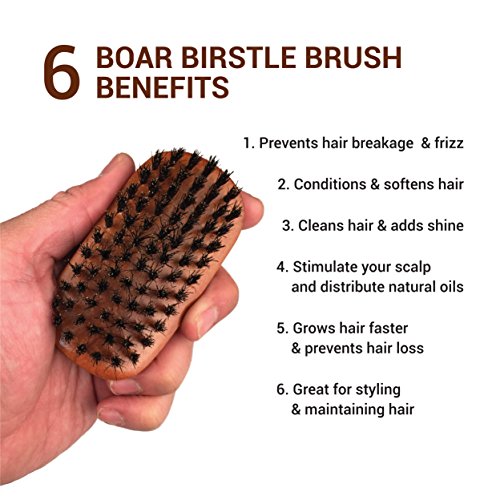 6 BOAR BIRSTLE BRUSH
BENEFITS
1. Prevents hair breakage & frizz
2. Conditions & softens hair
3. Cleans hair & adds shine
4. Stimulate your scalp
and distribute natural oils
5. Grows hair faster
& prevents hair loss
6. Great for styling
& maintaining hair